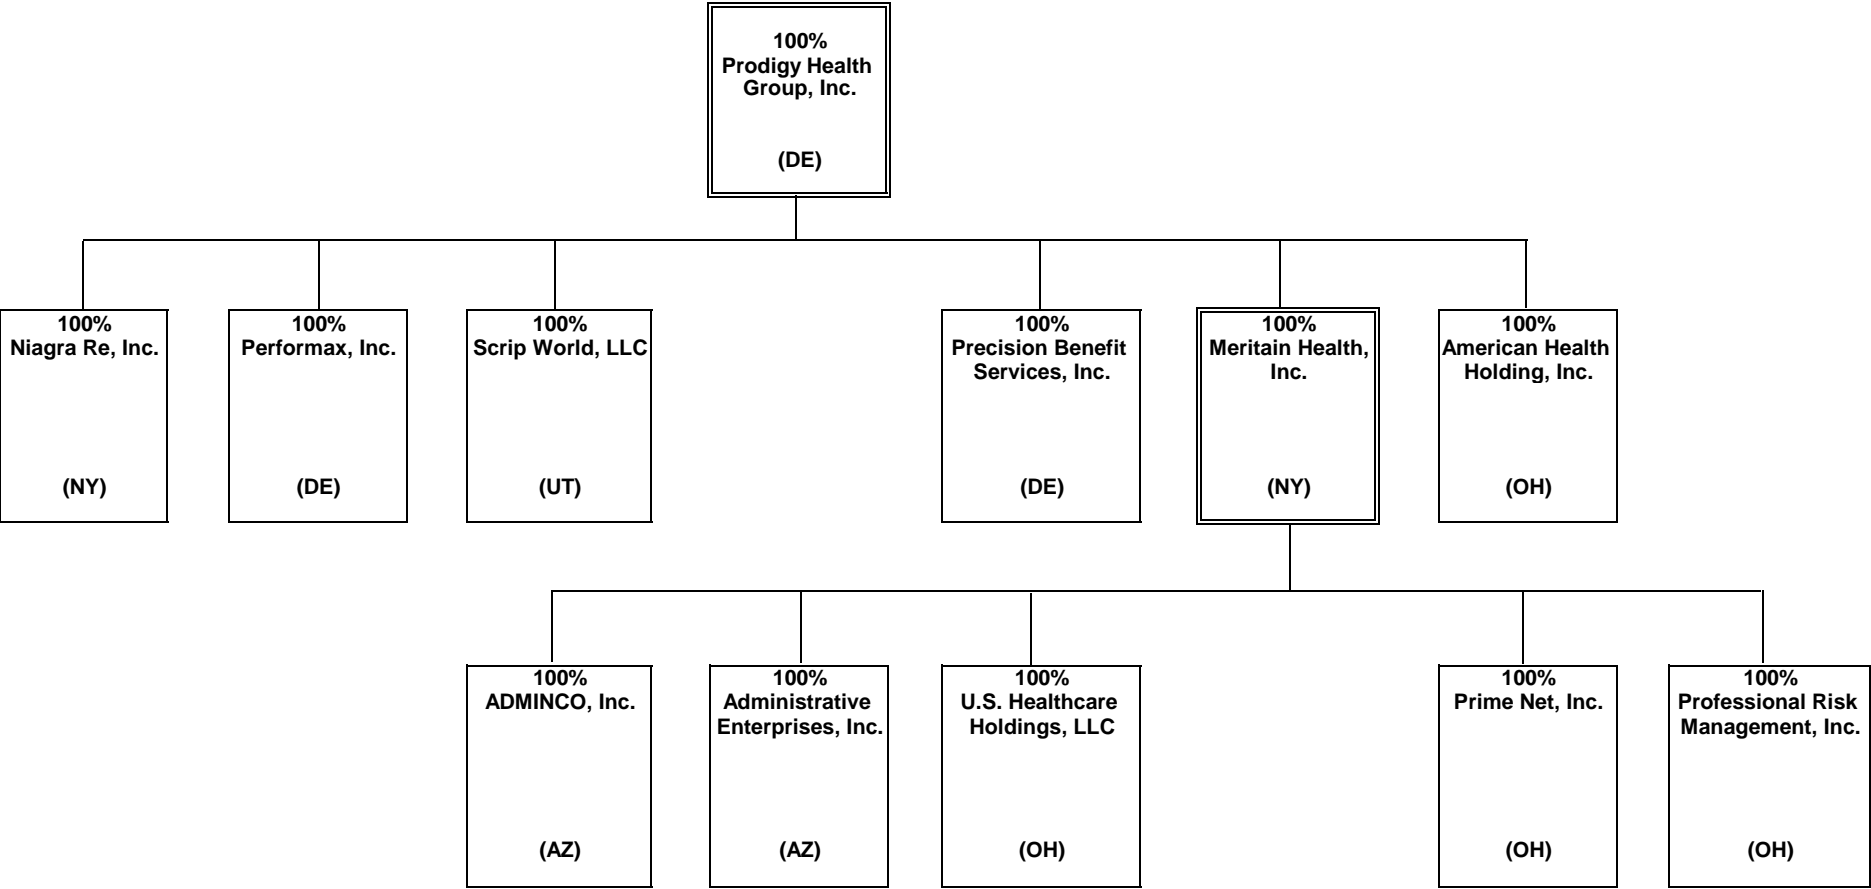 100%
Prodigy Health
Group, Inc.
(DE)
100%
Niagra Re, Inc.
(NY)
100%
Performax, Inc.
(DE)
100%
Scrip World, LLC
(UT)
100%
Precision Benefit
Services, Inc.
(DE)
100%
Meritain Health,
Inc.
(NY)
100%
American Health
Holding, Inc.
(OH)
100%
ADMINCO, Inc.
(AZ)
100%
Administrative
Enterprises, Inc.
(AZ)
100%
U.S. Healthcare
Holdings, LLC
(OH)
100%
Prime Net, Inc.
(OH)
100%
Professional Risk
Management, Inc.
(OH)